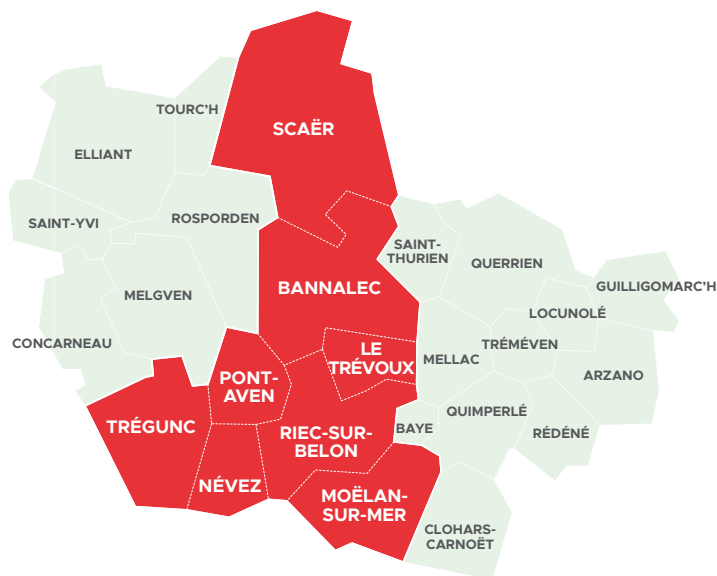 TOURC'H
SCAËR
ELLIANT
SAINT-YVI
ROSPORDEN
SAINT-
THURIEN
QUERRIEN
BANNALEC
GUILLIGOMARC'H
MELGVEN
LOCUNOLÉ
CONCARNEAU
TRÉMÉVEN
LE
TRÉVOUX
MELLAC
ARZANO
PONT-
AVEN
QUIMPERLÉ
TRÉGUNC
RIEC-SUR-
BELON
BAYE
RÉDÉNÉ
NÉVEZ
MOËLAN-
SUR-MER
CLOHARS-
CARNOËT